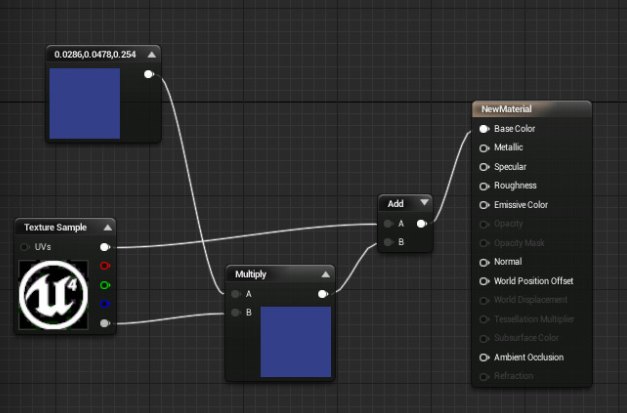 0.0286,0.0478,0.254
NewMaterial
Base Color
Metallic
Specular
Roughness
Emissive Color
Opacity
Opacity Mask
Normal
World Position Offset
World Displacement
Tessellation Multiplier
Subsurface Color
Ambient Occlusion
Refraction
Add
A
B
Texture Sample
UVs
u4
Multiply
A
B